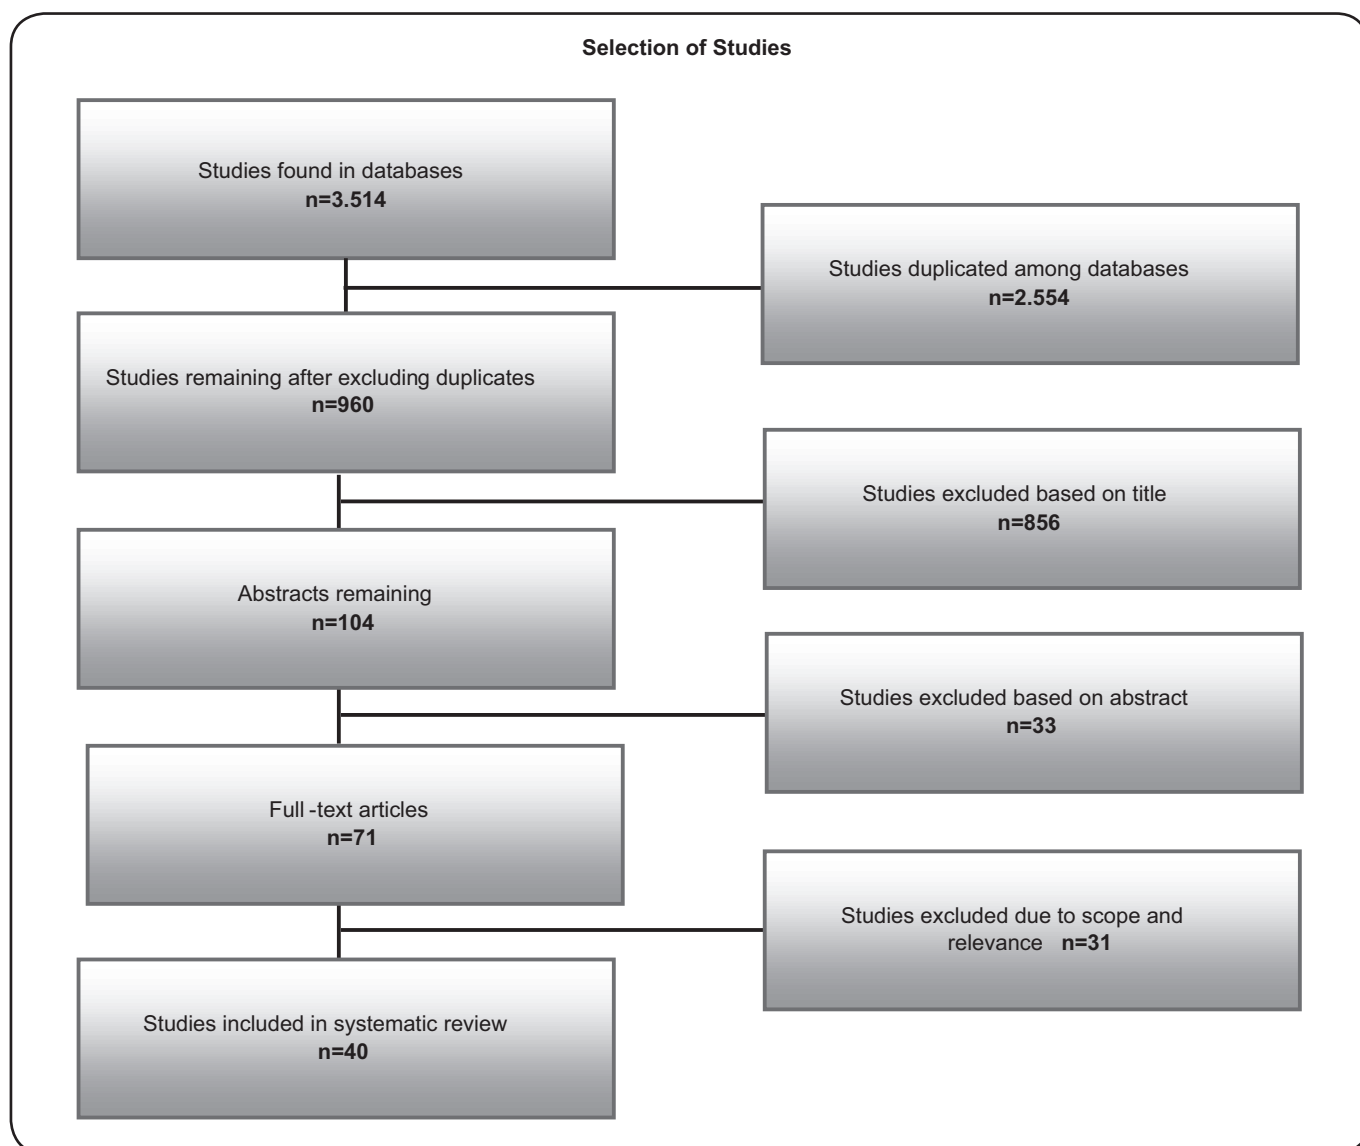 Selection of Studies
Studies found in databases
n=3.514
Studies duplicated among databases
n=2.554
Studies remaining after excluding duplicates
n=960
Studies excluded based on title
n=856
Abstracts remaining
n=104
Studies excluded based on abstract
n=33
Full -text articles
n=71
Studies excluded due to scope and
relevance n=31
Studies included in systematic review
n=40